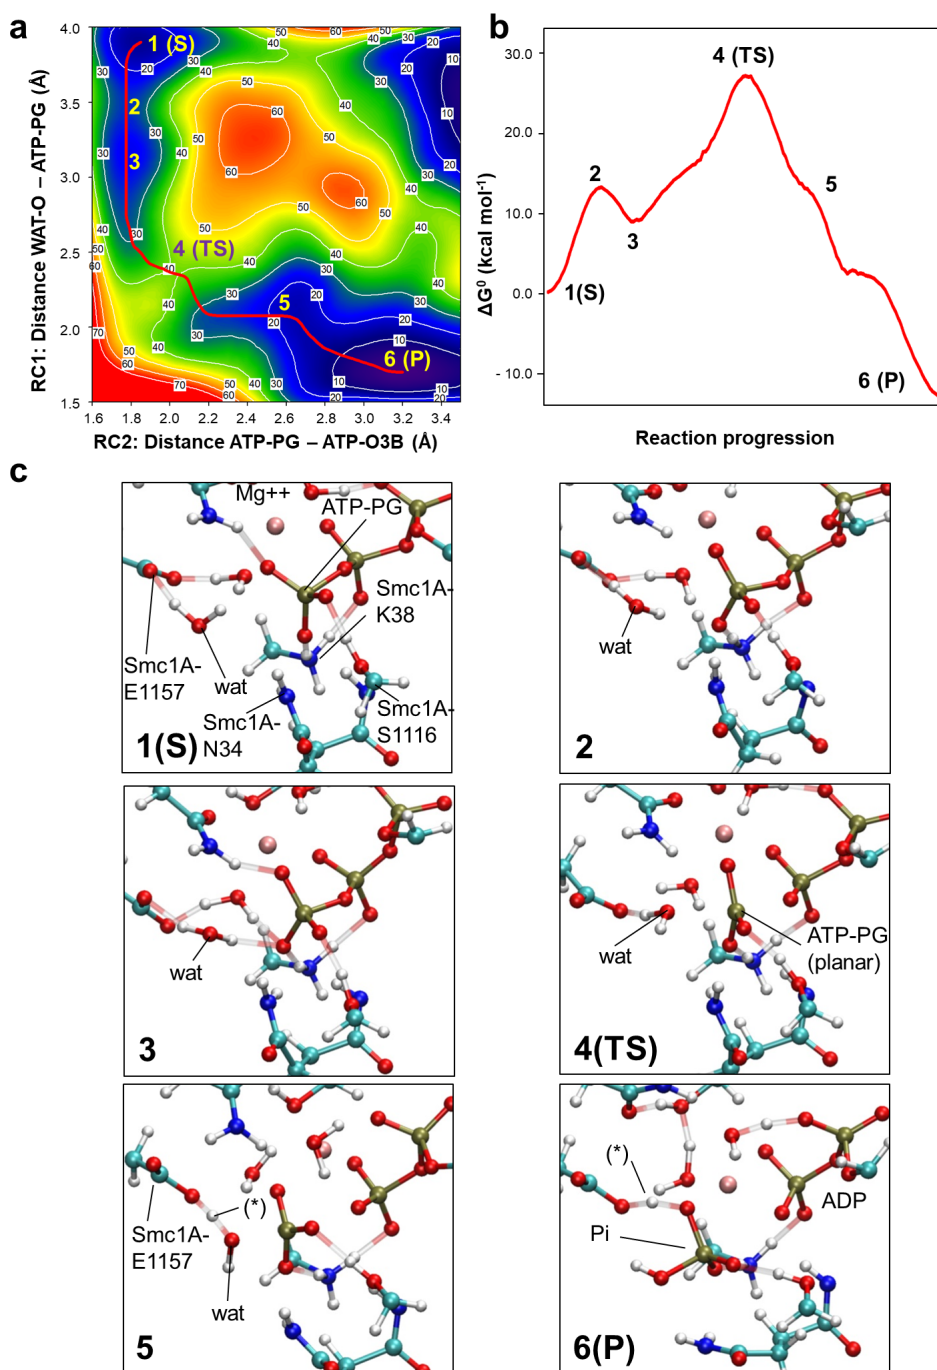 a
4.0
3.5
3.0
2.5
2.0
1.5
1.6 2.0 2.2 2.4 2.6 2.8 3.0 3.2 3.4
RC1: Distance WAT-O – ATP-PG (Å)
RC2: Distance ATP-PG – ATP-O3B (Å)
1 (S)
2
3
4 (TS)
5
6 (P)
b
30.0
20.0
10.0
0.0
- 10.0
ΔG⁰ (kcal mol⁻¹)
4 (TS)
2
5
3
1(S)
6 (P)
Reaction progression
c
Mg++
ATP-PG
Smc1A-
K38
Smc1A-
E1157
wat
Smc1A-
N34
Smc1A-
S1116
1(S)
wat
2
wat
3
wat
ATP-PG
(planar)
4(TS)
(*)
Smc1A-
E1157
wat
5
(*)
ADP
Pi
6(P)